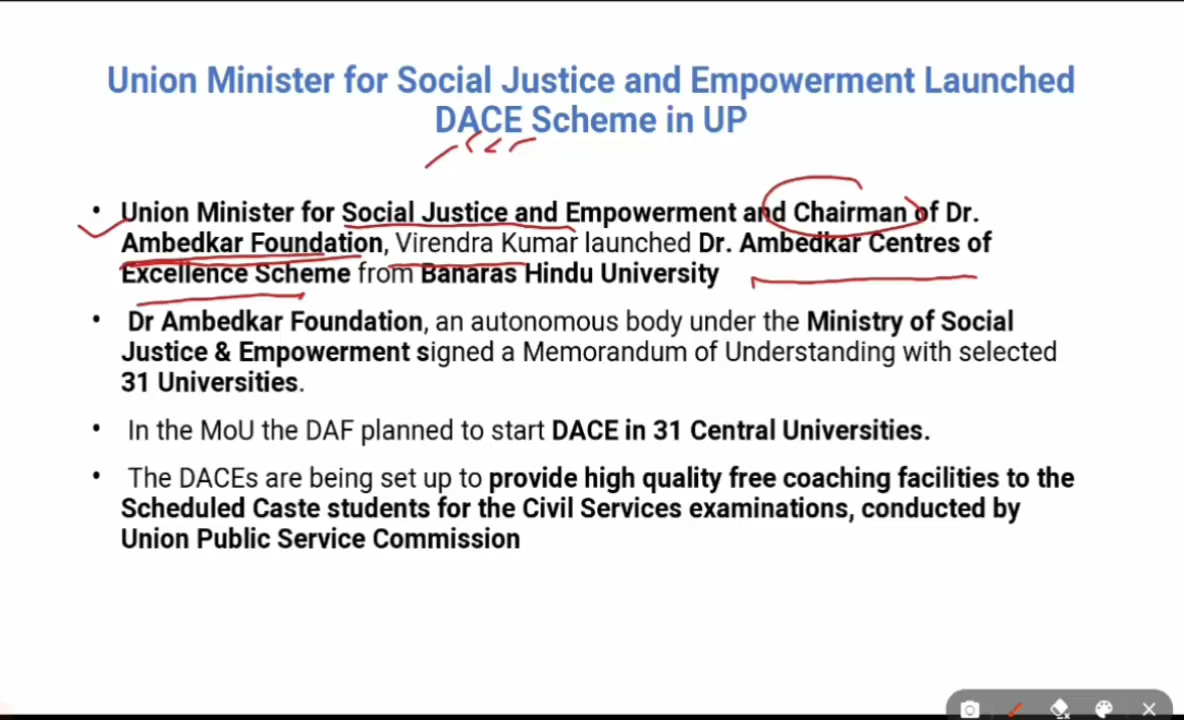 Union Minister for Social Justice and Empowerment Launched
DACE Scheme in UP
• Union Minister for Social Justice and Empowerment and Chairman of Dr.
Ambedkar Foundation, Virendra Kumar launched Dr. Ambedkar Centres of
Excellence Scheme from Banaras Hindu University
• Dr Ambedkar Foundation, an autonomous body under the Ministry of Social
Justice & Empowerment signed a Memorandum of Understanding with selected
31 Universities.
• In the MoU the DAF planned to start DACE in 31 Central Universities.
• The DACEs are being set up to provide high quality free coaching facilities to the
Scheduled Caste students for the Civil Services examinations, conducted by
Union Public Service Commission